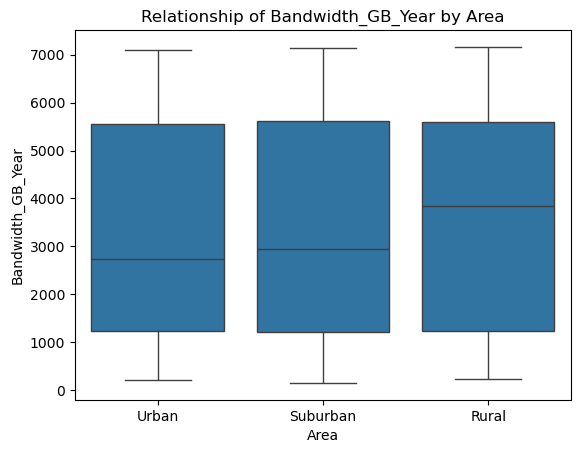 Relationship of Bandwidth_GB_Year by Area
7000
6000
5000
4000
3000
2000
1000
0
Bandwidth_GB_Year
Urban
Suburban
Rural
Area